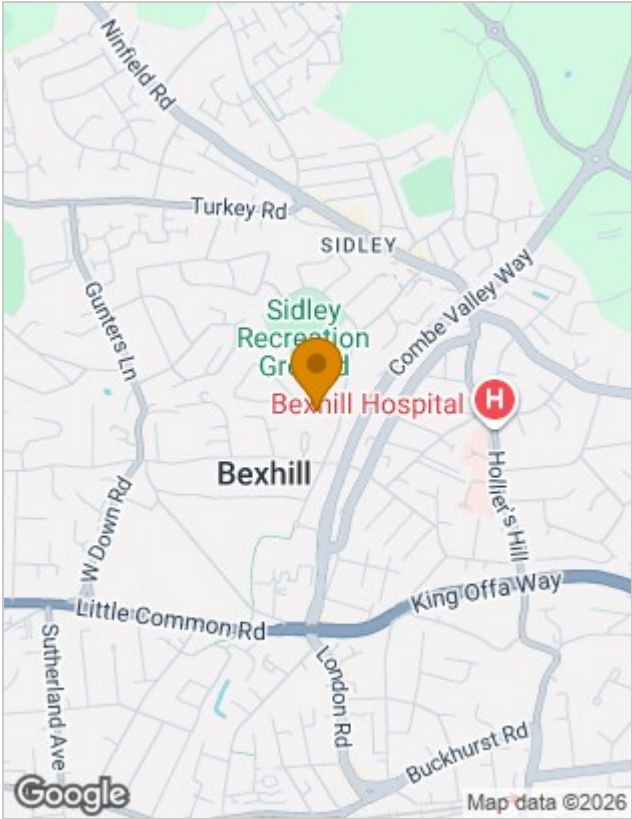 Ninfield Rd
Turkey Rd
SIDLEY
Combe Valley Way
Gunters Ln
Sidley
Recreation
Ground
Bexhill Hospital
H
Bexhill
Hollier's Hill
W Down Rd
King Offa Way
Little Common Rd
Sutherland Ave
London Rd
Buckhurst Rd
Google
Map data ©2026